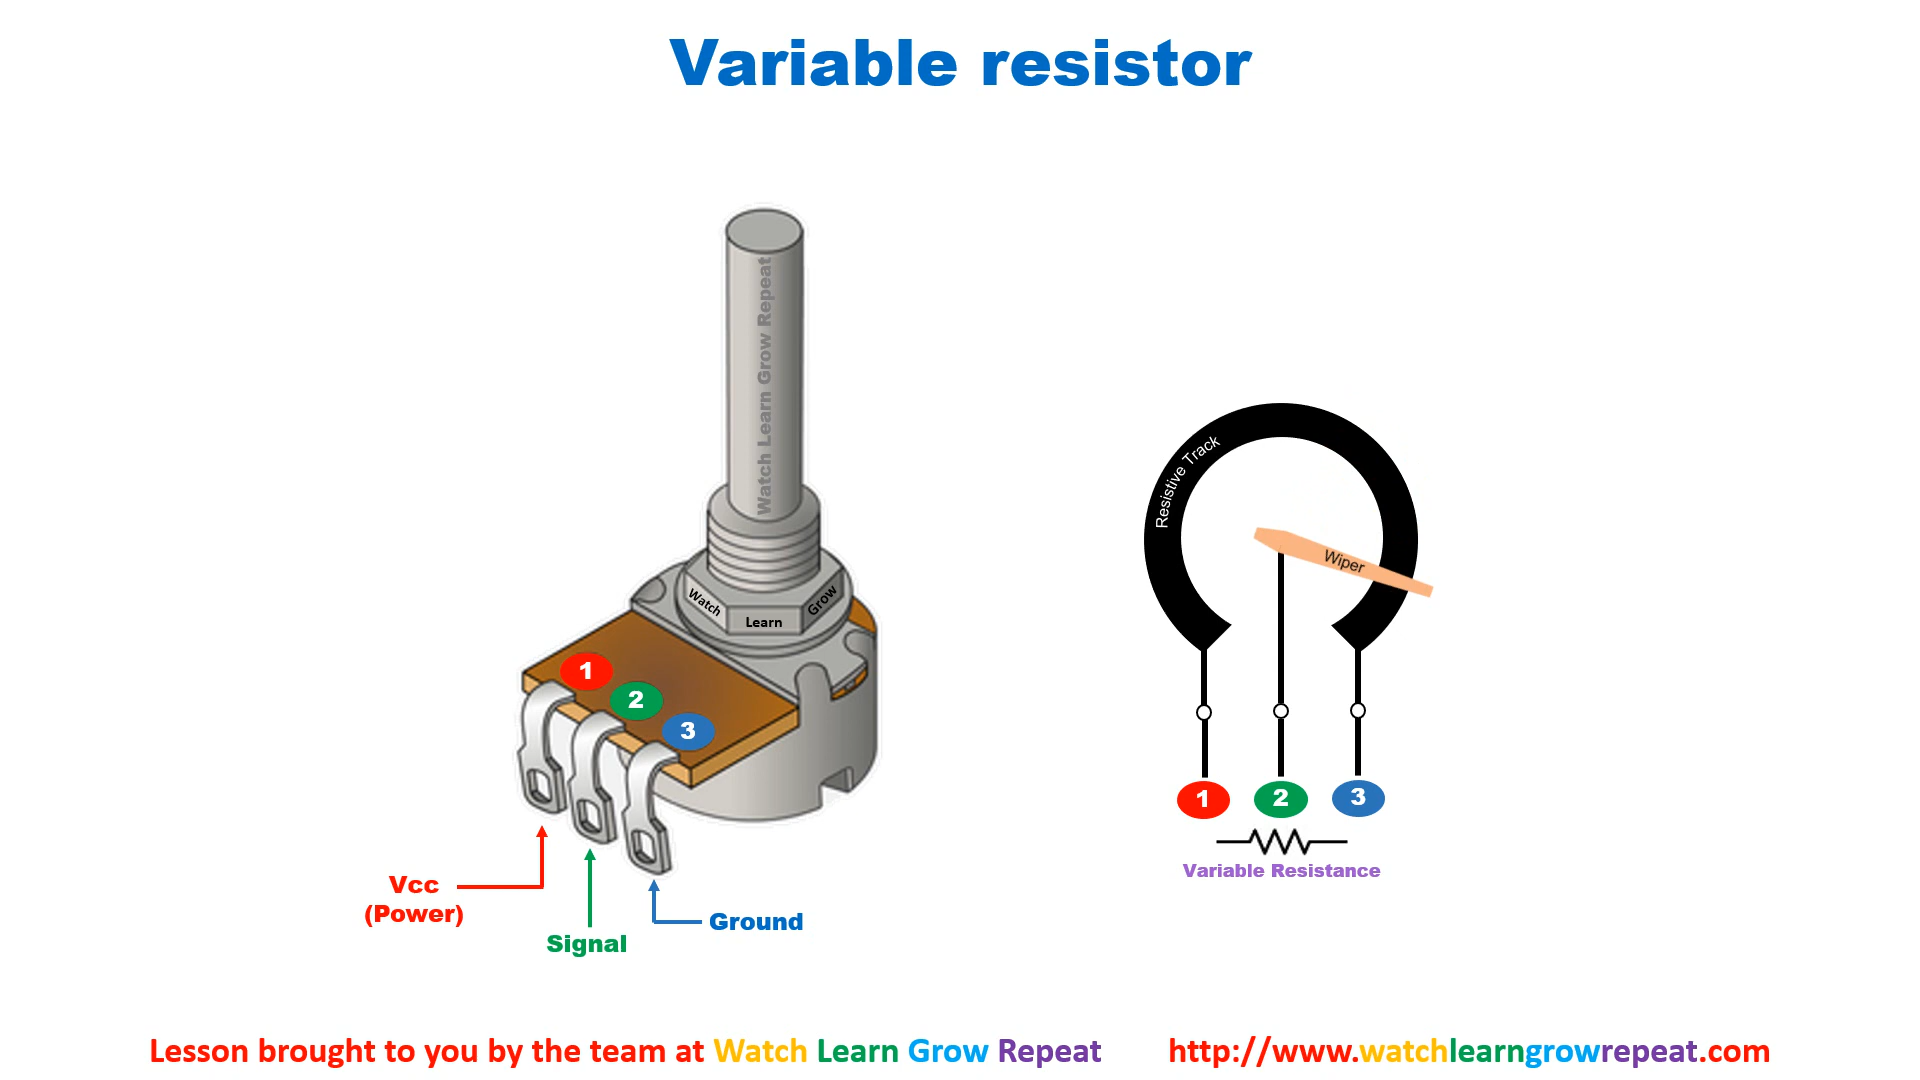 Variable resistor
Watch Learn Grow Repeat
Watch
Learn
Grow
1
2
3
Vcc
(Power)
Signal
Ground
Resistive Track
Wiper
1
2
3
Variable Resistance
Lesson brought to you by the team at Watch Learn Grow Repeat
http://www.watchlearngrowrepeat.com